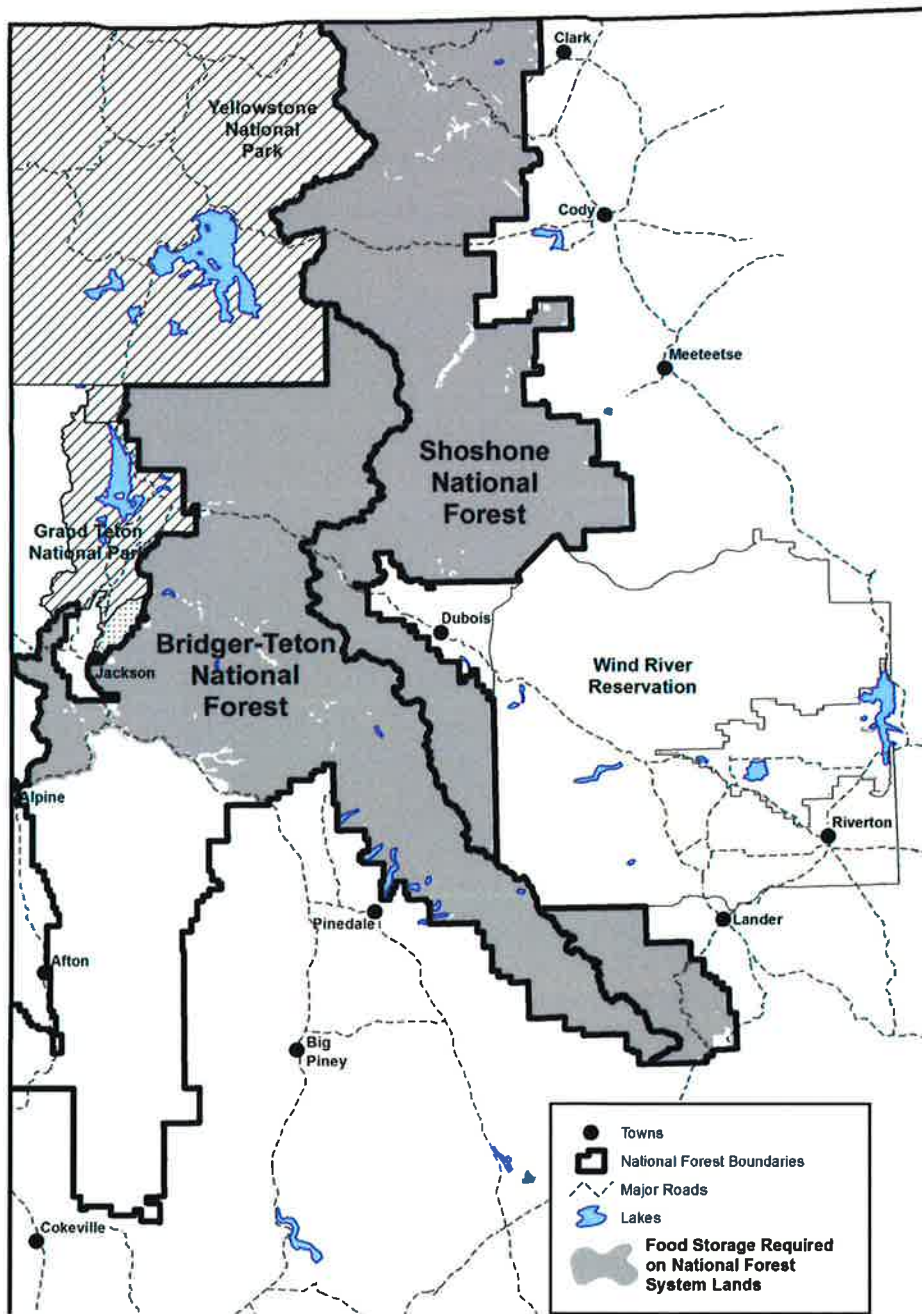 Clark
Yellowstone
National
Park
Cody
Meeteetse
Shoshone
National
Forest
Grand Teton
National Park
Dubois
Bridger-Teton
National
Forest
Wind River
Reservation
Jackson
Alpine
Riverton
Pinedale
Lander
Afton
Big
Piney
Cokeville
Towns
National Forest Boundaries
Major Roads
Lakes
Food Storage Required
on National Forest
System Lands